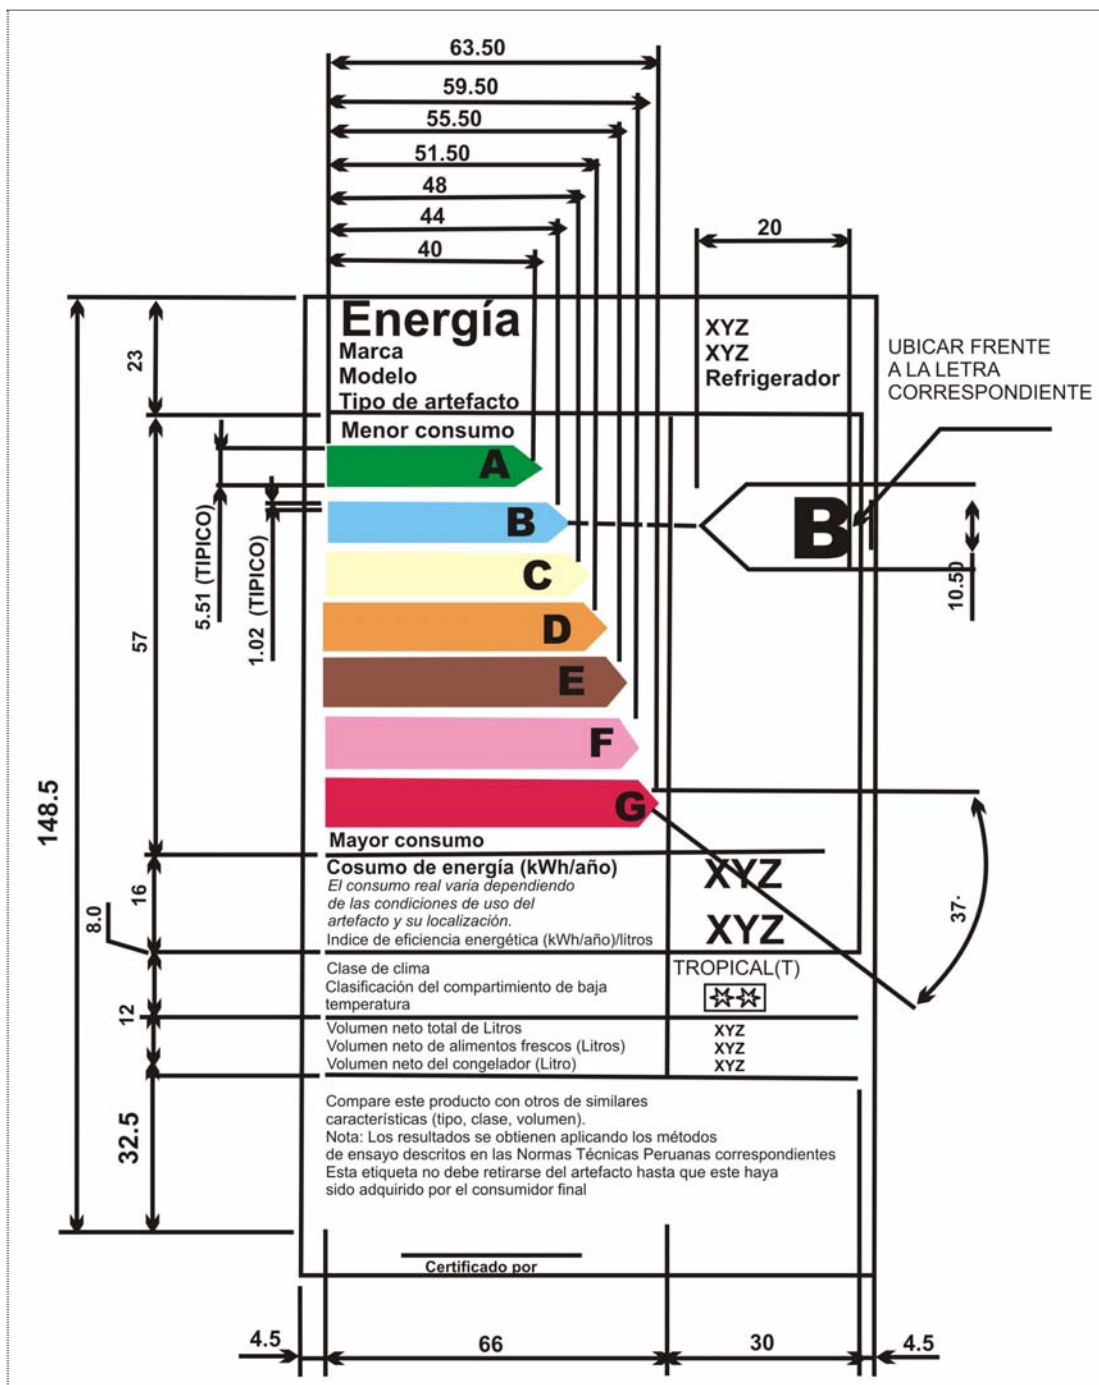 63.50
59.50
55.50
51.50
48
44
40
20
23
Energía
Marca
Modelo
Tipo de artefacto
XYZ
XYZ
Refrigerador
UBICAR FRENTE
A LA LETRA
CORRESPONDIENTE
Menor consumo
A
B
C
D
E
F
G
B
5.51 (TIPICO)
1.02 (TIPICO)
10.50
57
148.5
Mayor consumo
Cosumo de energía (kWh/año)
El consumo real varia dependiendo
de las condiciones de uso del
artefacto y su localización.
Indice de eficiencia energética (kWh/año)/litros
XYZ
XYZ
16
8.0
37·
Clase de clima
Clasificación del compartimiento de baja
temperatura
TROPICAL(T)
12
Volumen neto total de Litros
Volumen neto de alimentos frescos (Litros)
Volumen neto del congelador (Litro)
XYZ
XYZ
XYZ
32.5
Compare este producto con otros de similares
características (tipo, clase, volumen).
Nota: Los resultados se obtienen aplicando los métodos
de ensayo descritos en las Normas Técnicas Peruanas correspondientes
Esta etiqueta no debe retirarse del artefacto hasta que este haya
sido adquirido por el consumidor final
Certificado por
4.5
66
30
4.5